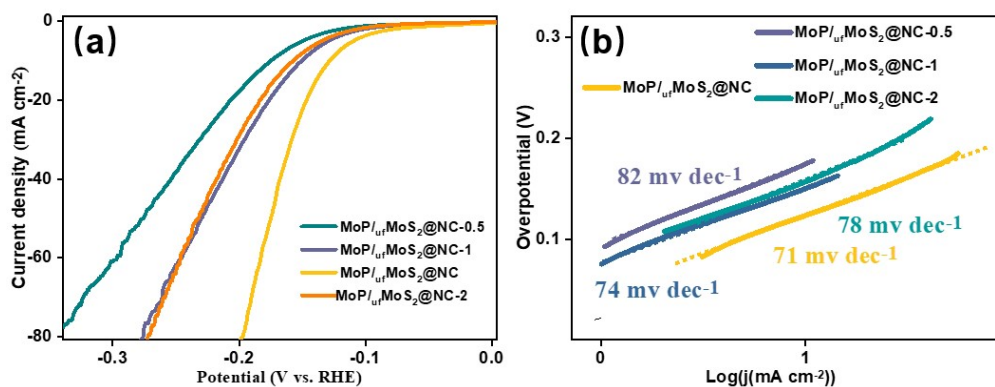 (a)
Current density (mA cm-2)
0
-20
-40
-60
-80
MoP/ufMoS2@NC-0.5
MoP/ufMoS2@NC-1
MoP/ufMoS2@NC
MoP/ufMoS2@NC-2
-0.3
-0.2
-0.1
0.0
Potential (V vs. RHE)
(b)
Overpotential (V)
0.3
0.2
0.1
MoP/ufMoS2@NC
MoP/ufMoS2@NC-0.5
MoP/ufMoS2@NC-1
MoP/ufMoS2@NC-2
82 mv dec-1
78 mv dec-1
71 mv dec-1
74 mv dec-1
0
1
Log(j(mA cm-2))